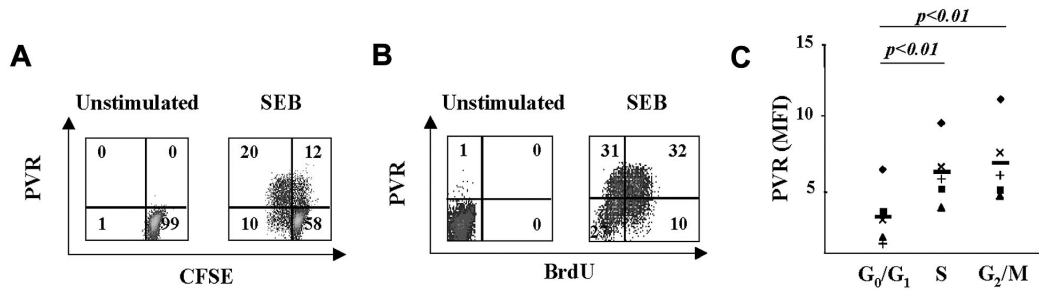 A
Unstimulated
SEB
PVR
0
0
1
99
20
12
10
58
CFSE
B
Unstimulated
SEB
PVR
1
0
0
31
32
10
BrdU
C
p<0.01
p<0.01
PVR (MFI)
15
10
5
G₀/G₁
S
G₂/M